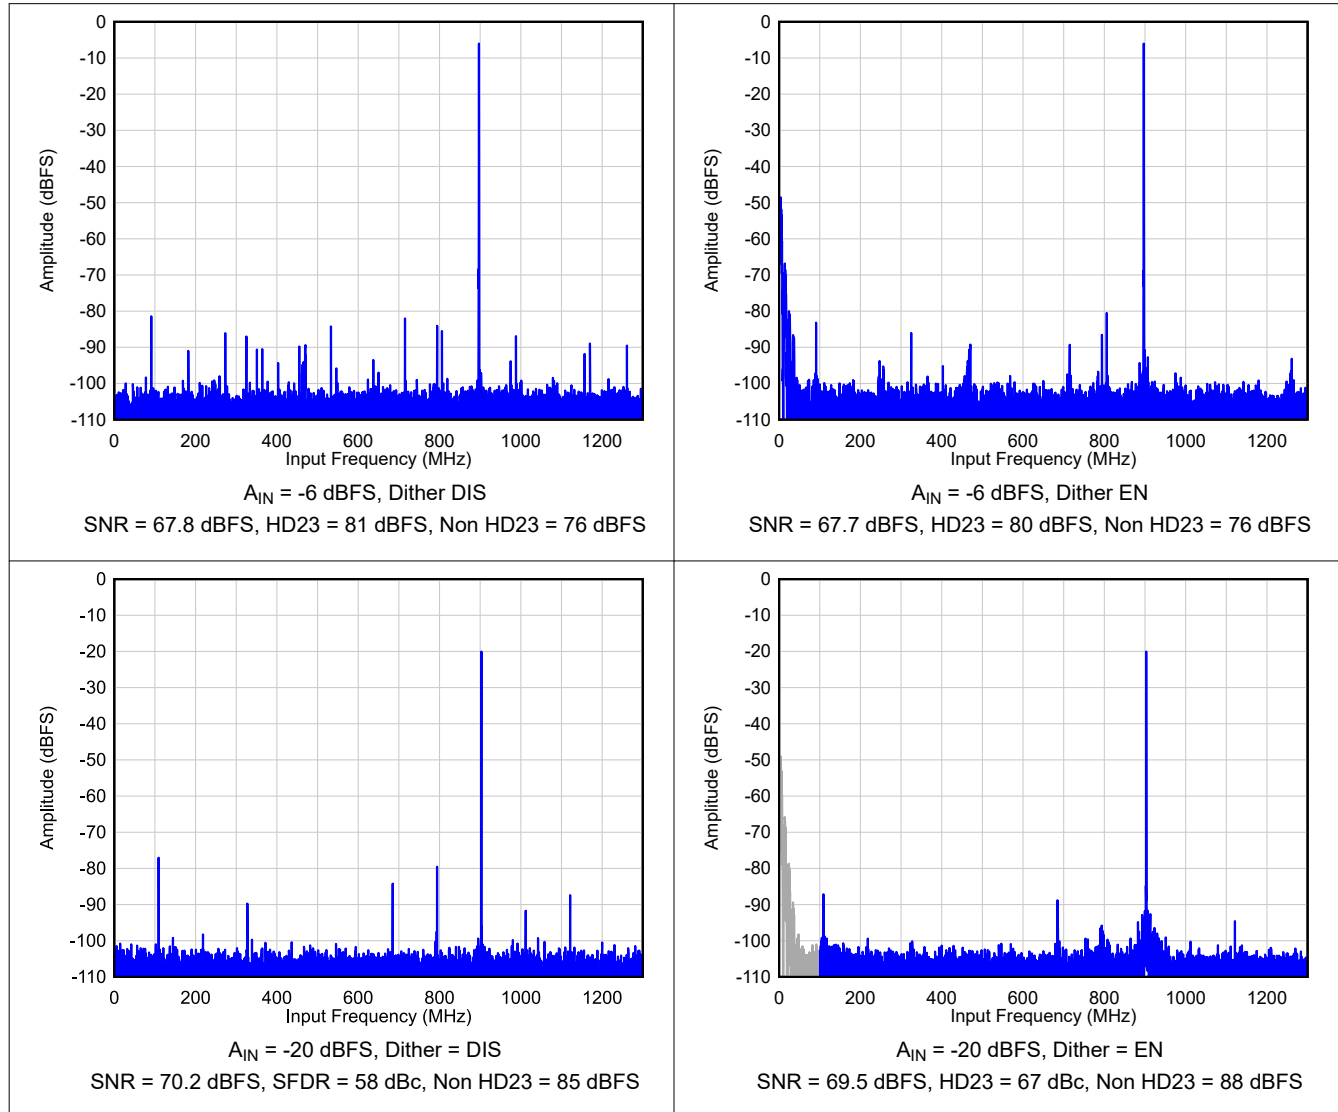 0
-10
-20
-30
-40
-50
-60
-70
-80
-90
-100
-110
Amplitude (dBFS)
0 200 400 600 800 1000 1200
Input Frequency (MHz)
A_IN = -6 dBFS, Dither DIS
SNR = 67.8 dBFS, HD23 = 81 dBFS, Non HD23 = 76 dBFS
0
-10
-20
-30
-40
-50
-60
-70
-80
-90
-100
-110
Amplitude (dBFS)
0 200 400 600 800 1000 1200
Input Frequency (MHz)
A_IN = -6 dBFS, Dither EN
SNR = 67.7 dBFS, HD23 = 80 dBFS, Non HD23 = 76 dBFS
0
-10
-20
-30
-40
-50
-60
-70
-80
-90
-100
-110
Amplitude (dBFS)
0 200 400 600 800 1000 1200
Input Frequency (MHz)
A_IN = -20 dBFS, Dither = DIS
SNR = 70.2 dBFS, SFDR = 58 dBc, Non HD23 = 85 dBFS
0
-10
-20
-30
-40
-50
-60
-70
-80
-90
-100
-110
Amplitude (dBFS)
0 200 400 600 800 1000 1200
Input Frequency (MHz)
A_IN = -20 dBFS, Dither = EN
SNR = 69.5 dBFS, HD23 = 67 dBc, Non HD23 = 88 dBFS